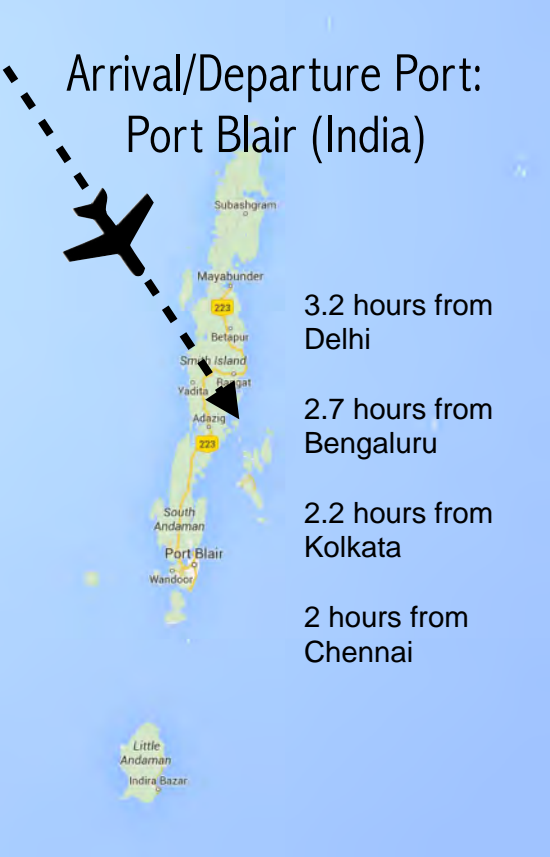 Arrival/Departure Port:
Port Blair (India)
Subashgram
Mayabunder
223
3.2 hours from
Delhi
Betapur
Smith Island
Rangat
Yadita
2.7 hours from
Bengaluru
Adazig
223
South
Andaman
2.2 hours from
Kolkata
Port Blair
Wandoor
2 hours from
Chennai
Little
Andaman
Indira Bazar